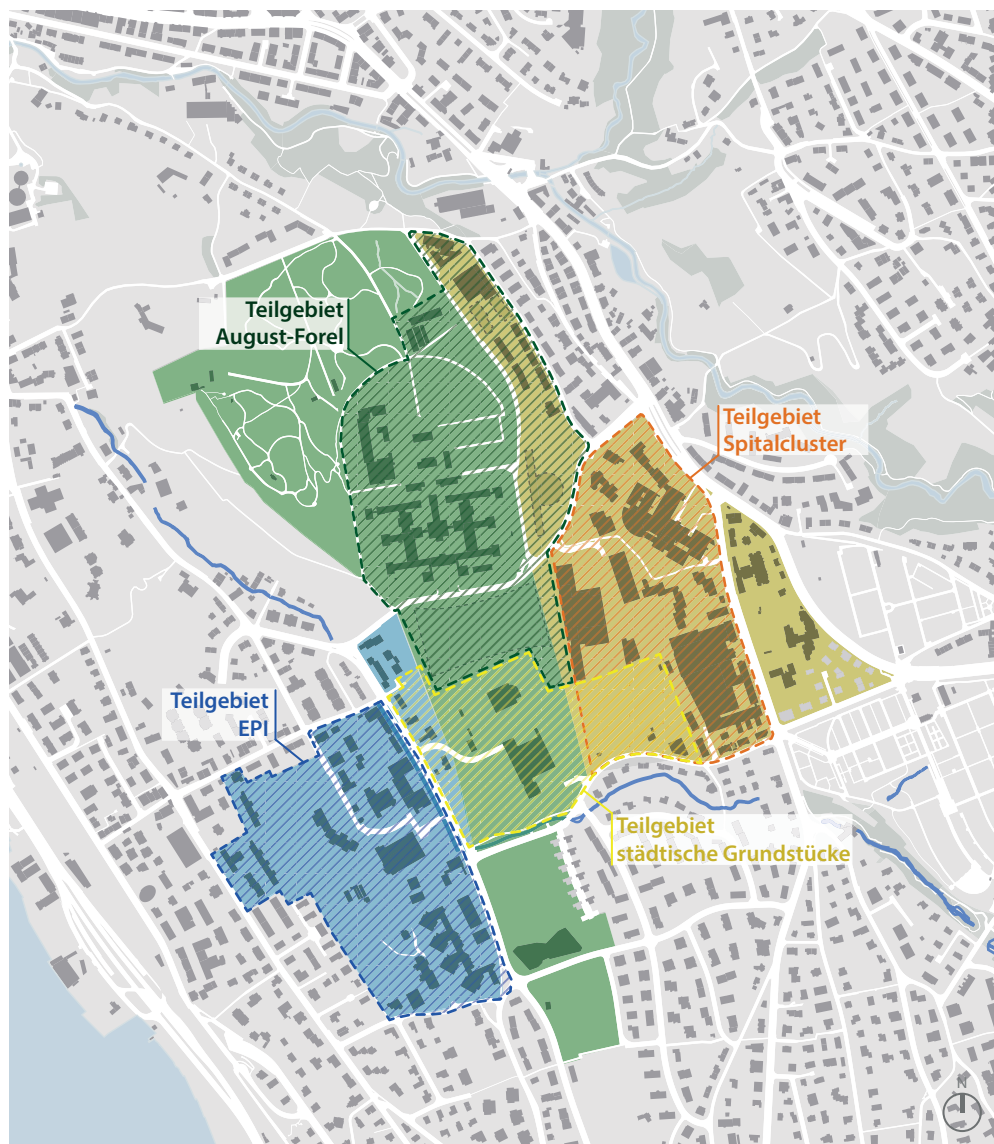 Teilgebiet
August-Forel
Teilgebiet
Spitalcluster
Teilgebiet
EPI
Teilgebiet
städtische Grundstücke
N